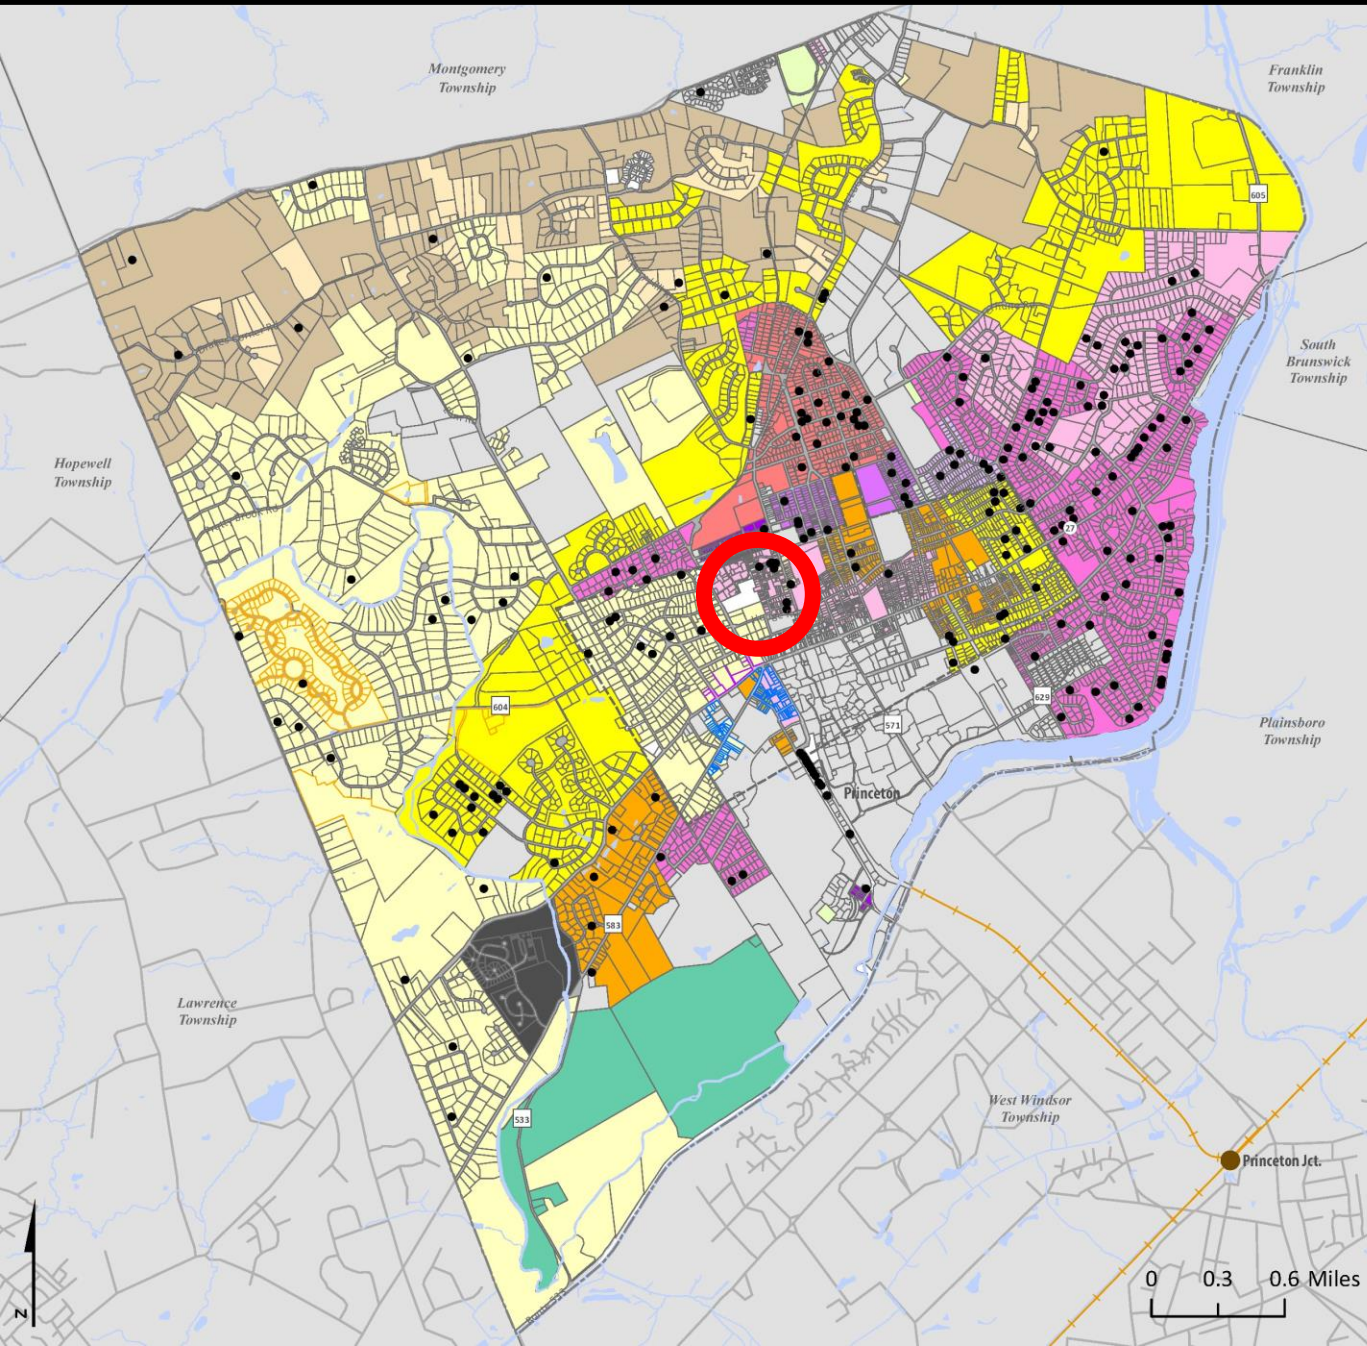 Montgomery
Township
Franklin
Township
605
South
Brunswick
Township
Hopewell
Township
27
604
629
571
Plainsboro
Township
Princeton
583
Lawrence
Township
533
West Windsor
Township
Princeton Jct.
0 0.3 0.6 Miles
N